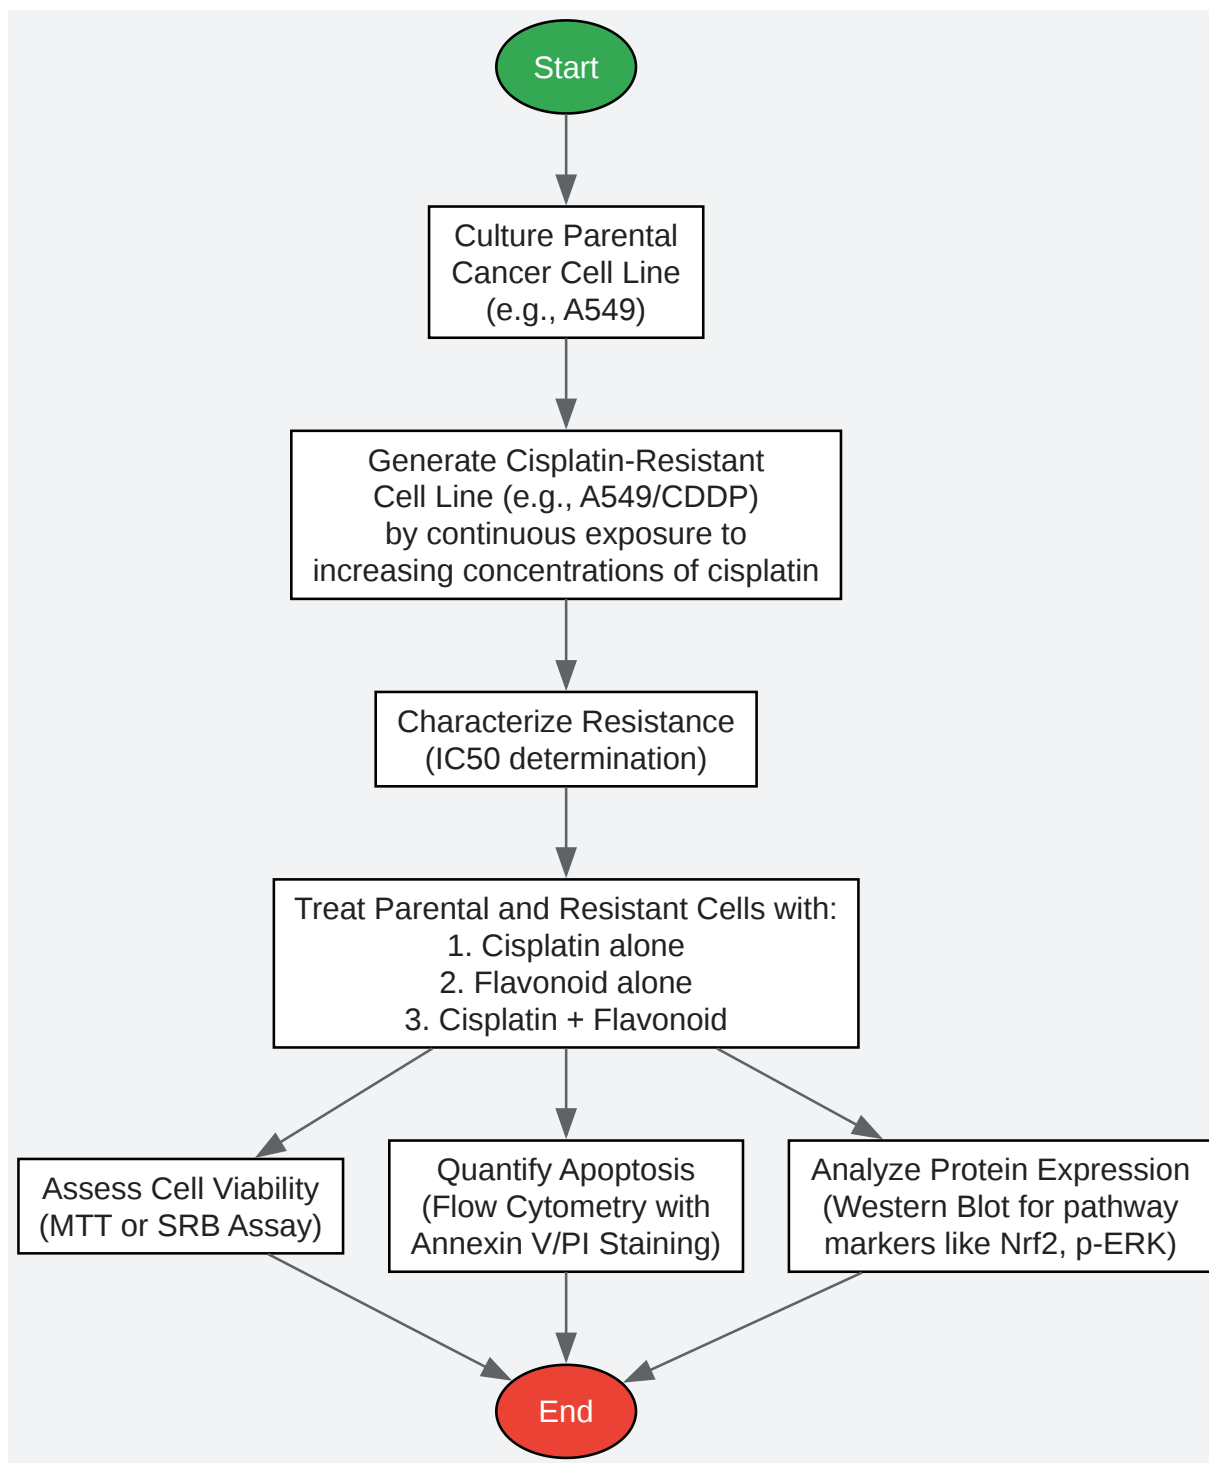 Start
Culture Parental
Cancer Cell Line
(e.g., A549)
Generate Cisplatin-Resistant
Cell Line (e.g., A549/CDDP)
by continuous exposure to
increasing concentrations of cisplatin
Characterize Resistance
(IC50 determination)
Treat Parental and Resistant Cells with:
1. Cisplatin alone
2. Flavonoid alone
3. Cisplatin + Flavonoid
Assess Cell Viability
(MTT or SRB Assay)
Quantify Apoptosis
(Flow Cytometry with
Annexin V/PI Staining)
Analyze Protein Expression
(Western Blot for pathway
markers like Nrf2, p-ERK)
End